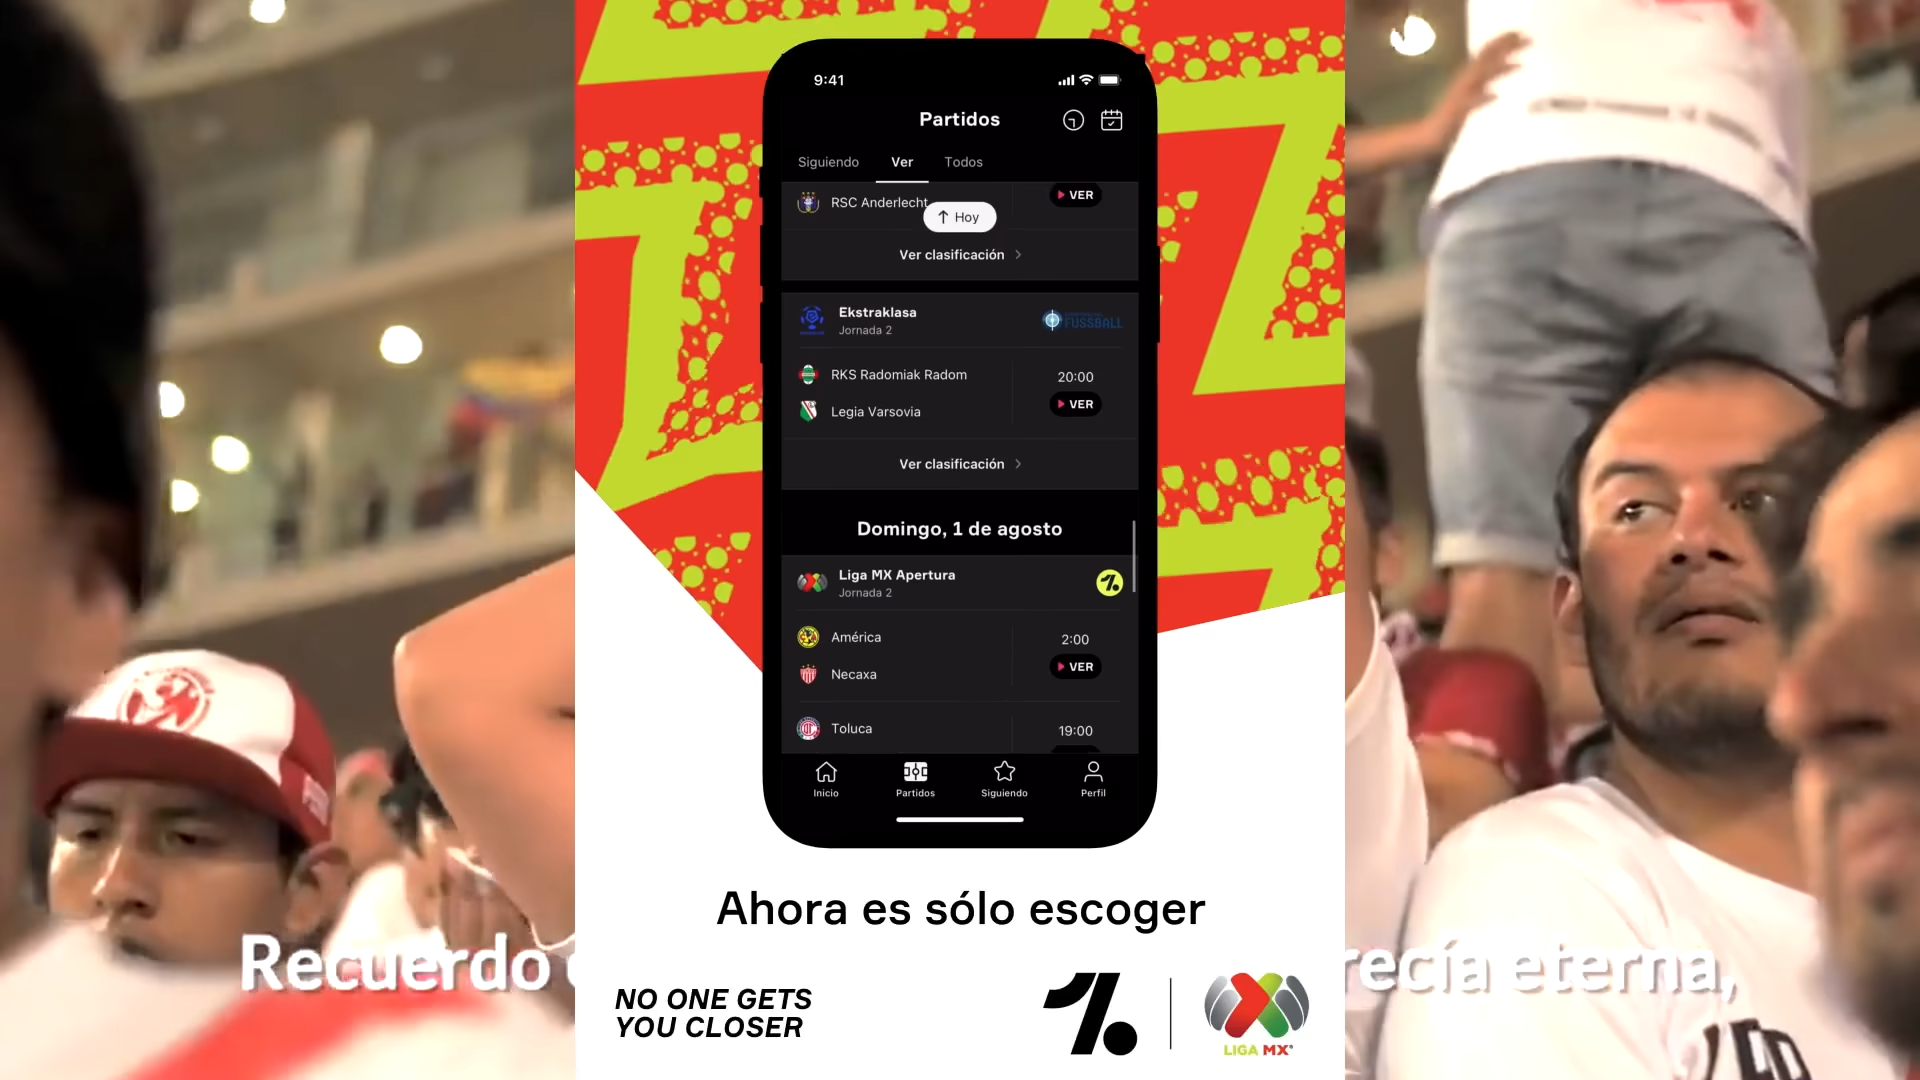 9:41
Partidos
Siguiendo Ver Todos
RSC Anderlecht
VER
Hoy
Ver clasificación
Ekstraklasa
Jornada 2
FUSSBALL
RKS Radomiak Radom
20:00
VER
Legia Varsovia
Ver clasificación
Domingo, 1 de agosto
Liga MX Apertura
Jornada 2
América
2:00
VER
Necaxa
Toluca
19:00
Inicio Partidos Siguiendo Perfil
Ahora es sólo escoger
Recuerdo
recía eterna,
NO ONE GETS
YOU CLOSER
LIGA MX